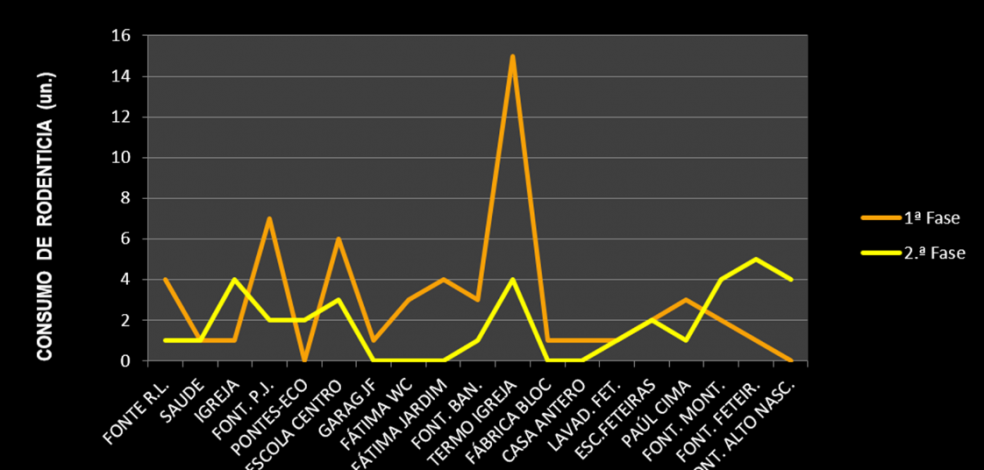 CONSUMO DE RODENTICIA (un.)
16
14
12
10
8
6
4
2
0
FONTE R.L.
SAUDE
IGREJA
FONT. P.J.
PONTES-ECO
ESCOLA CENTRO
GARAG.JF
FÁTIMA WC
FÁTIMA JARDIM
FONT. BAN.
TERMO IGREJA
FÁBRICA BLOC
CASA ANTERO
LAVAD. FET.
ESC.FETEIRAS
PAÚL CIMA
FONT. MONT.
FONT. FETEIR.
ONT. ALTO NASC.
1ª Fase
2.ª Fase